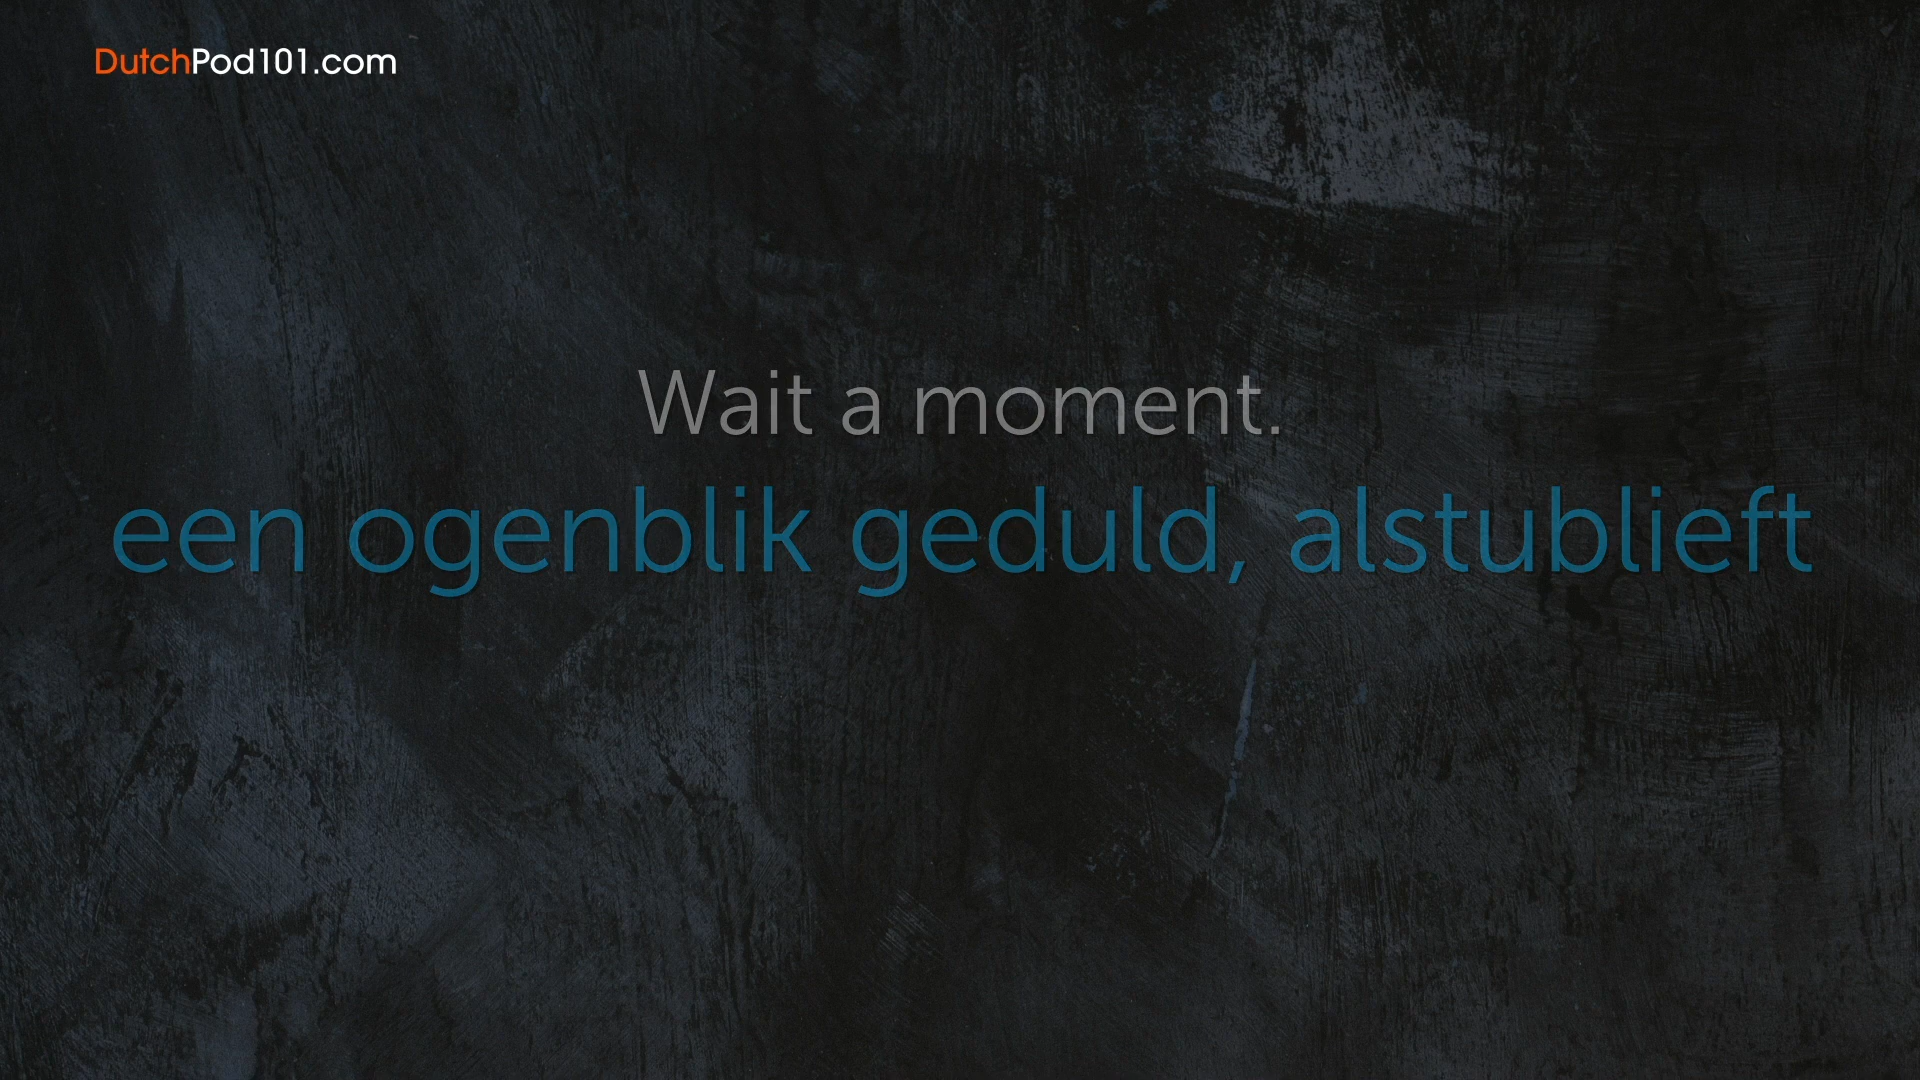 DutchPod101.com
Wait a moment.
een ogenblik geduld, alstublieft